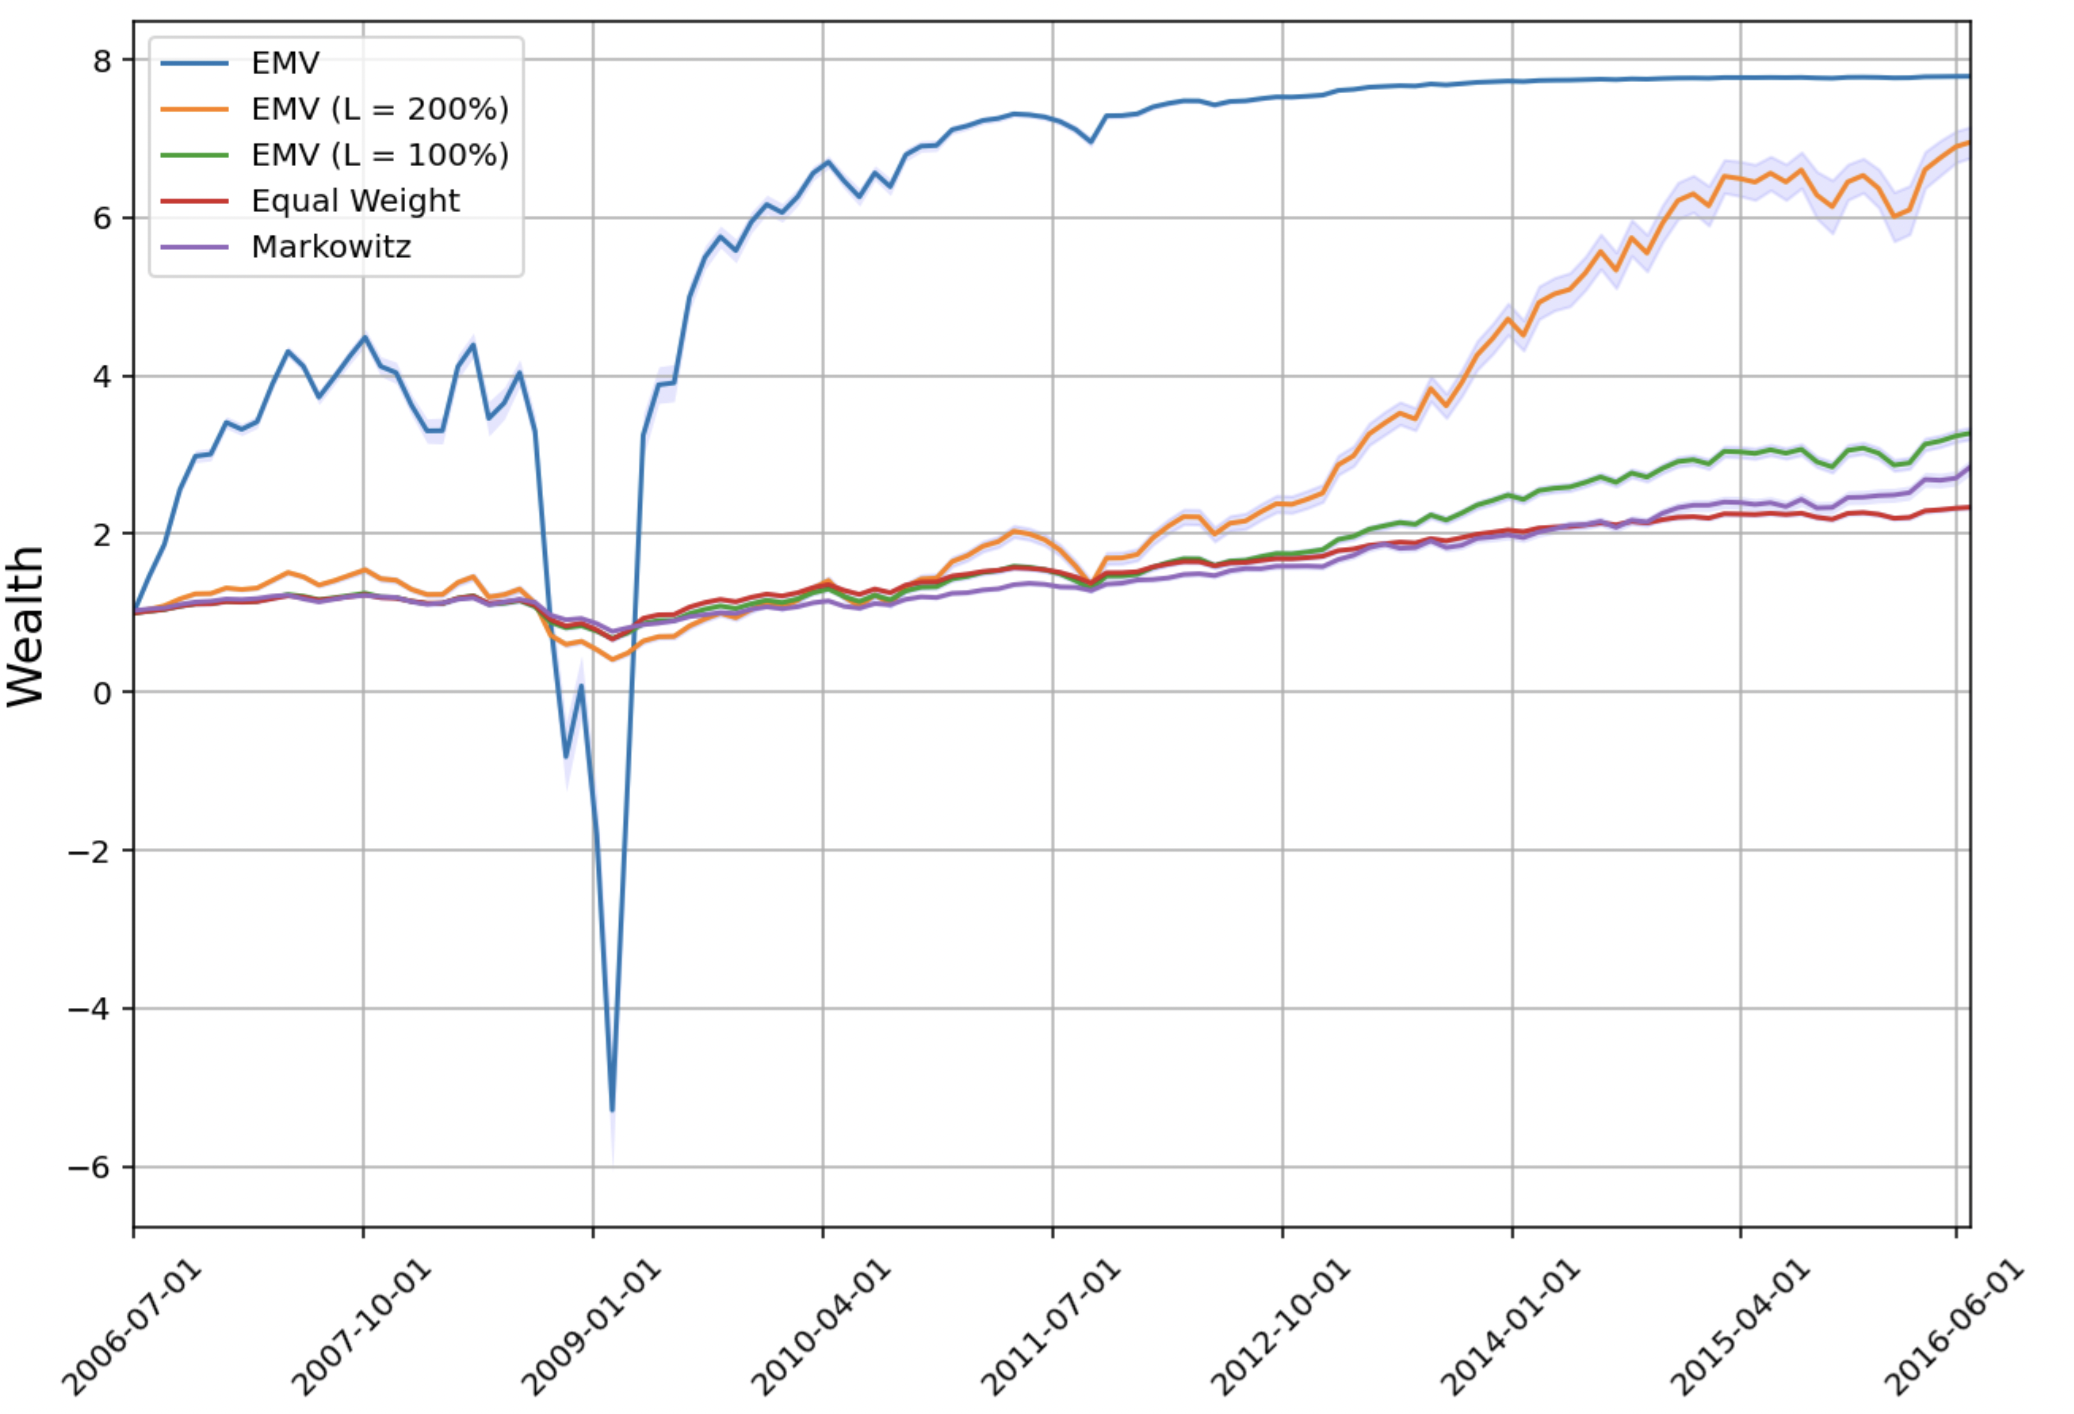 EMV
EMV (L = 200%)
EMV (L = 100%)
Equal Weight
Markowitz
Wealth
8
6
4
2
0
−2
−4
−6
2006-07-01
2007-10-01
2009-01-01
2010-04-01
2011-07-01
2012-10-01
2014-01-01
2015-04-01
2016-06-01